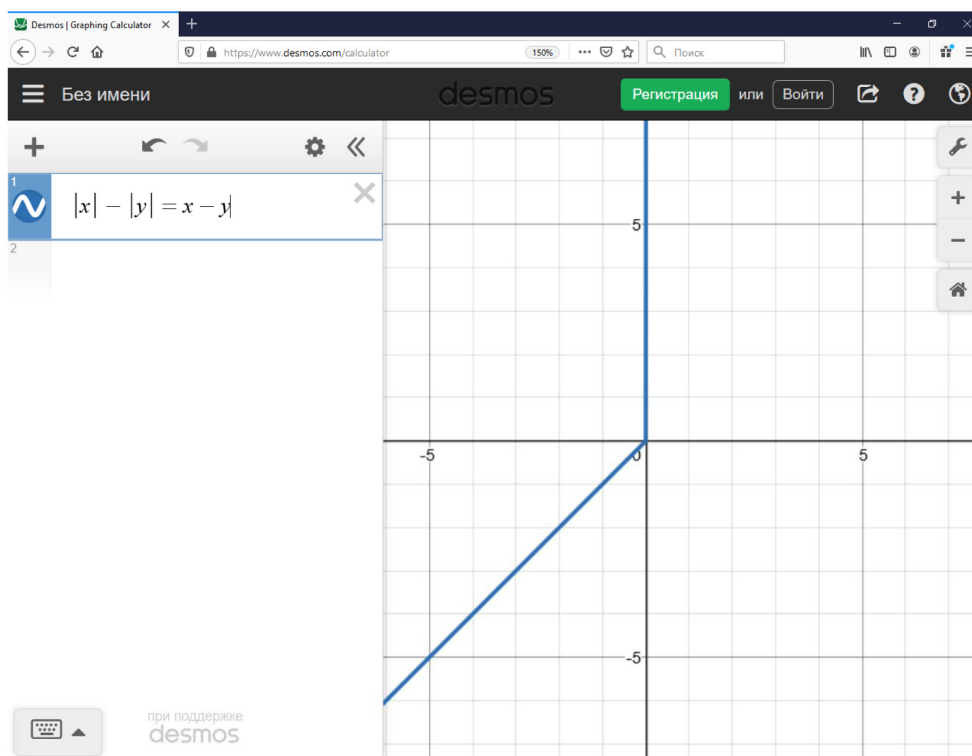 Desmos | Graphing Calculator
https://www.desmos.com/calculator
150%
Поиск
Без имени
desmos
Регистрация
или
Войти
1
|x| − |y| = x − y
2
5
-5
0
5
-5
при поддержке
desmos